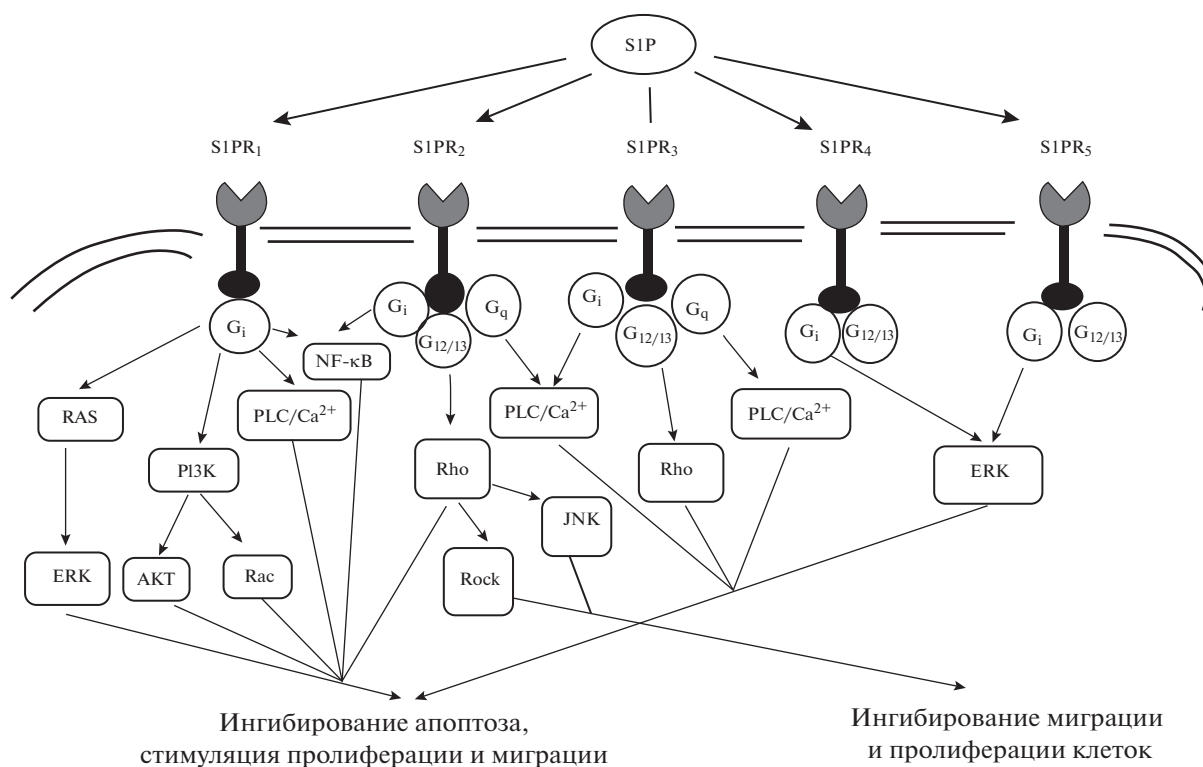 S1P
S1PR₁ S1PR₂ S1PR₃ S1PR₄ S1PR₅
Gᵢ
Gᵢ G₁₂/₁₃ G_q
Gᵢ G₁₂/₁₃ G_q
Gᵢ G₁₂/₁₃
Gᵢ G₁₂/₁₃
NF-κB
RAS PLC/Ca²⁺ PLC/Ca²⁺ PLC/Ca²⁺
PI3K Rho Rho ERK
JNK
ERK AKT Rac Rock
Ингибирование апоптоза,
стимуляция пролиферации и миграции
Ингибирование миграции
и пролиферации клеток